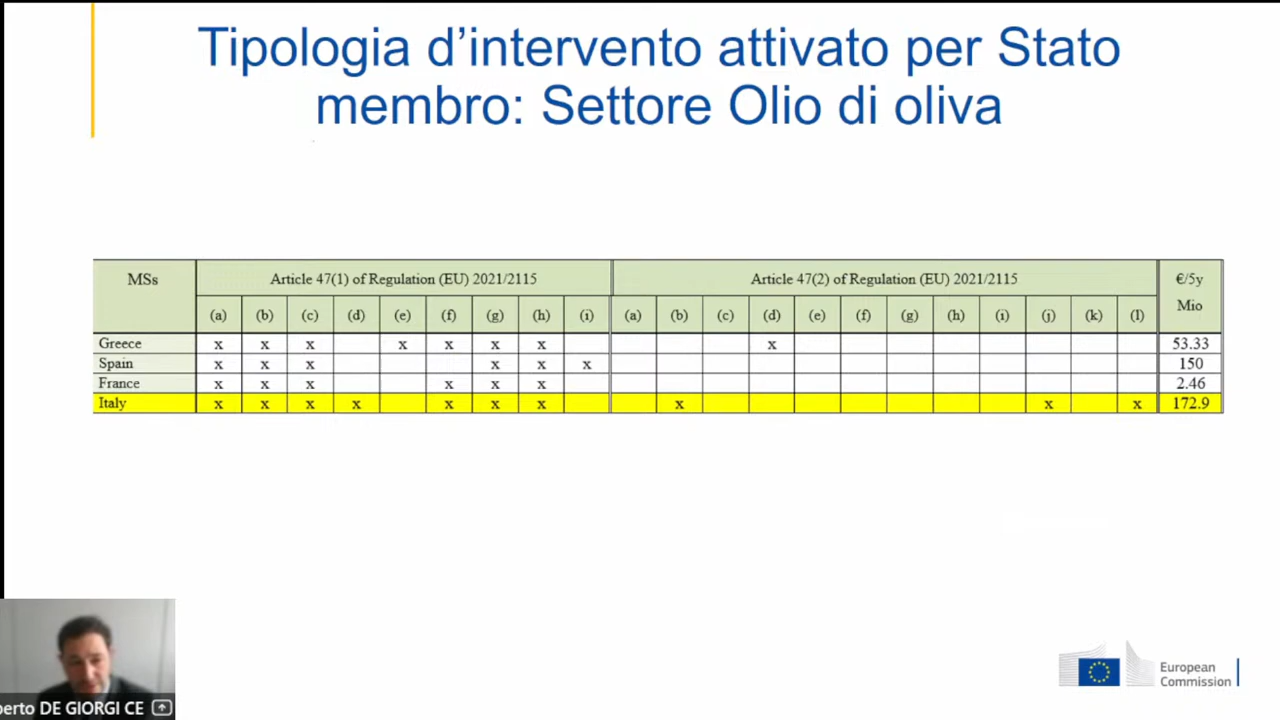 Tipologia d’intervento attivato per Stato
membro: Settore Olio di oliva
MSs Article 47(1) of Regulation (EU) 2021/2115 Article 47(2) of Regulation (EU) 2021/2115 €/5y
Mio
(a) (b) (c) (d) (e) (f) (g) (h) (i) (a) (b) (c) (d) (e) (f) (g) (h) (i) (j) (k) (l)
Greece x x x x x x x x 53.33
Spain x x x x x x 150
France x x x x x x 2.46
Italy x x x x x x x x x x 172.9
European
Commission
berto DE GIORGI CE